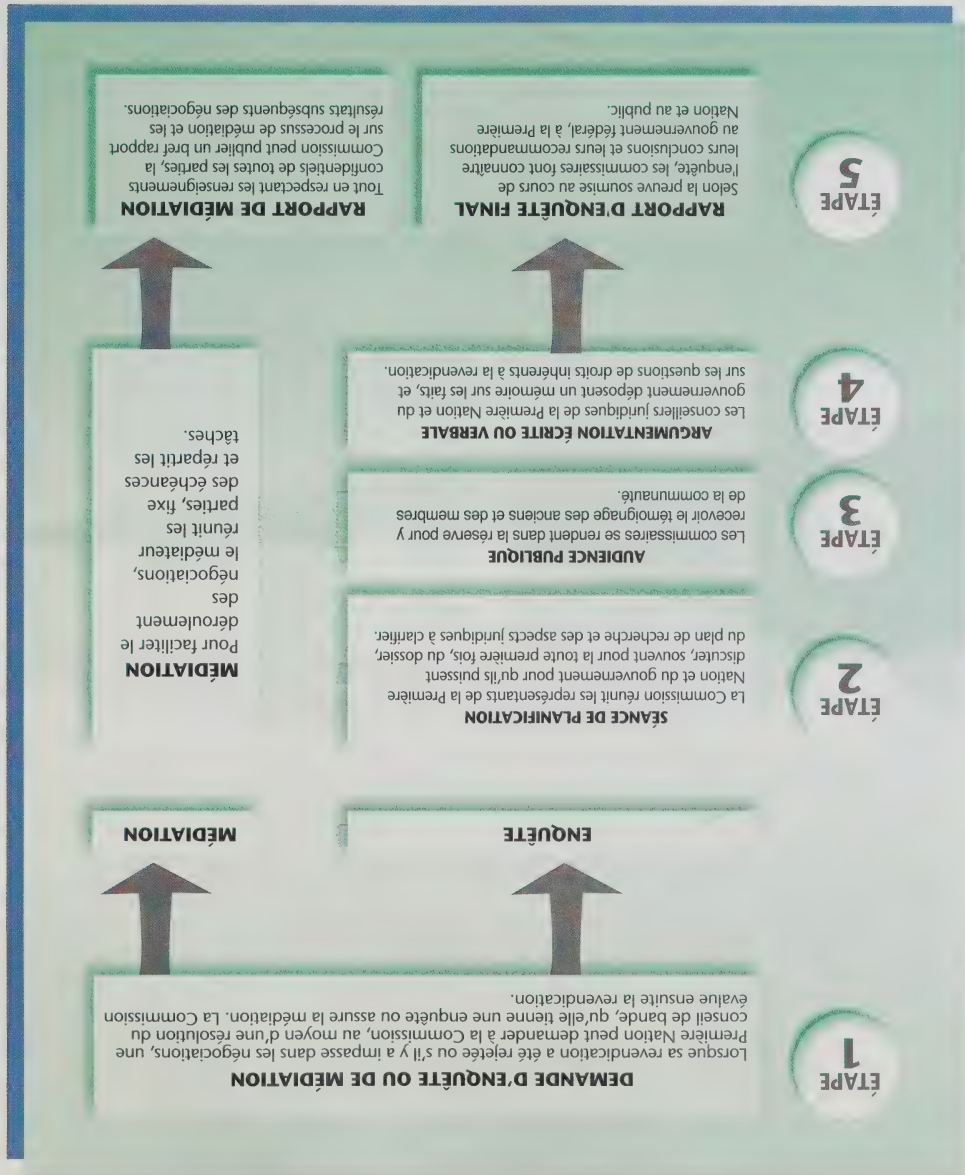 ÉTAPE
1
DEMANDE D'ENQUÊTE OU DE MÉDIATION
Lorsque sa revendication a été rejetée ou s'il y a impasse dans les négociations, une
Première Nation peut demander à la Commission, au moyen d'une résolution du
conseil de bande, qu'elle tienne une enquête ou assure la médiation. La Commission
évalue ensuite la revendication.
ENQUÊTE
MÉDIATION
ÉTAPE
2
SÉANCE DE PLANIFICATION
La Commission réunit les représentants de la Première
Nation et du gouvernement pour qu'ils puissent
discuter, souvent pour la toute première fois, du dossier,
du plan de recherche et des aspects juridiques à clarifier.
ÉTAPE
3
AUDIENCE PUBLIQUE
Les commissaires se rendent dans la réserve pour y
recevoir le témoignage des anciens et des membres
de la communauté.
ÉTAPE
4
ARGUMENTATION ÉCRITE OU VERBALE
Les conseillers juridiques de la Première Nation et du
gouvernement déposent un mémoire sur les faits, et
sur les questions de droits inhérents à la revendication.
MÉDIATION
Pour faciliter le
déroulement
des
négociations,
le médiateur
réunit les
parties, fixe
des échéances
et répartit les
tâches.
ÉTAPE
5
RAPPORT D'ENQUÊTE FINAL
Selon la preuve soumise au cours de
l'enquête, les commissaires font connaître
leurs conclusions et leurs recommandations
au gouvernement fédéral, à la Première
Nation et au public.
RAPPORT DE MÉDIATION
Tout en respectant les renseignements
confidentiels de toutes les parties, la
Commission peut publier un bref rapport
sur le processus de médiation et les
résultats subséquents des négociations.